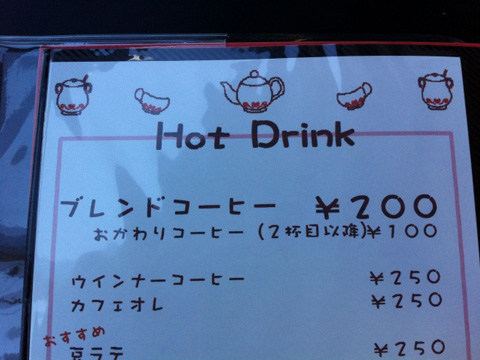 Hot Drink
ブレンドコーヒー ￥200
おかわりコーヒー(2杯目以降)￥100
ウインナーコーヒー ￥250
カフェオレ ￥250
おすすめ
豆ラテ ￥250